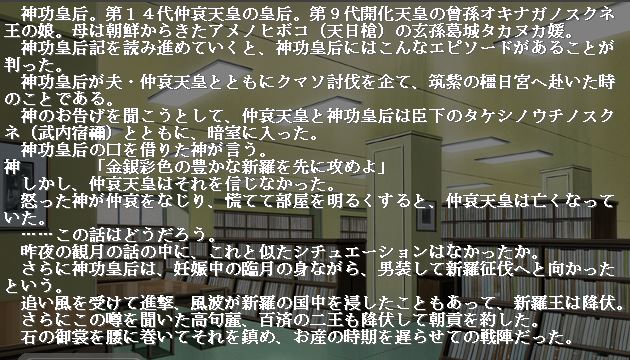 神功皇后。第１４代仲哀天皇の皇后。第９代開化天皇の曾孫オキナガノスクネ
王の娘。母は朝鮮からきたアメノヒボコ（天日槍）の玄孫葛城タカヌカ媛。
　神功皇后記を読み進めていくと、神功皇后にはこんなエピソードがあることが
判った。
　神功皇后が夫・仲哀天皇とともにクマソ討伐を企て、筑紫の橿日宮へ赴いた時
のことである。
　神のお告げを聞こうとして、仲哀天皇と神功皇后は臣下のタケシノウチノスク
ネ（武内宿禰）とともに、暗室に入った。
　神功皇后の口を借りた神が言う。
神　　　「金銀彩色の豊かな新羅を先に攻めよ」
　しかし、仲哀天皇はそれを信じなかった。
　怒った神が仲哀をなじり、慌てて部屋を明るくすると、仲哀天皇は亡くなって
いた。
　……この話はどうだろう。
　昨夜の観月の話の中に、これと似たシチュエーションはなかったか。
　さらに神功皇后は、妊娠中の臨月の身ながら、男装して新羅征伐へと向かった
という。
　追い風を受けて進撃、風波が新羅の国中を浸したこともあって、新羅王は降伏。
　さらにこの噂を聞いた高句麗、百済の二王も降伏して朝貢を約した。
　石の御裳を腰に巻いてそれを鎮め、お産の時期を遅らせての戦陣だった。